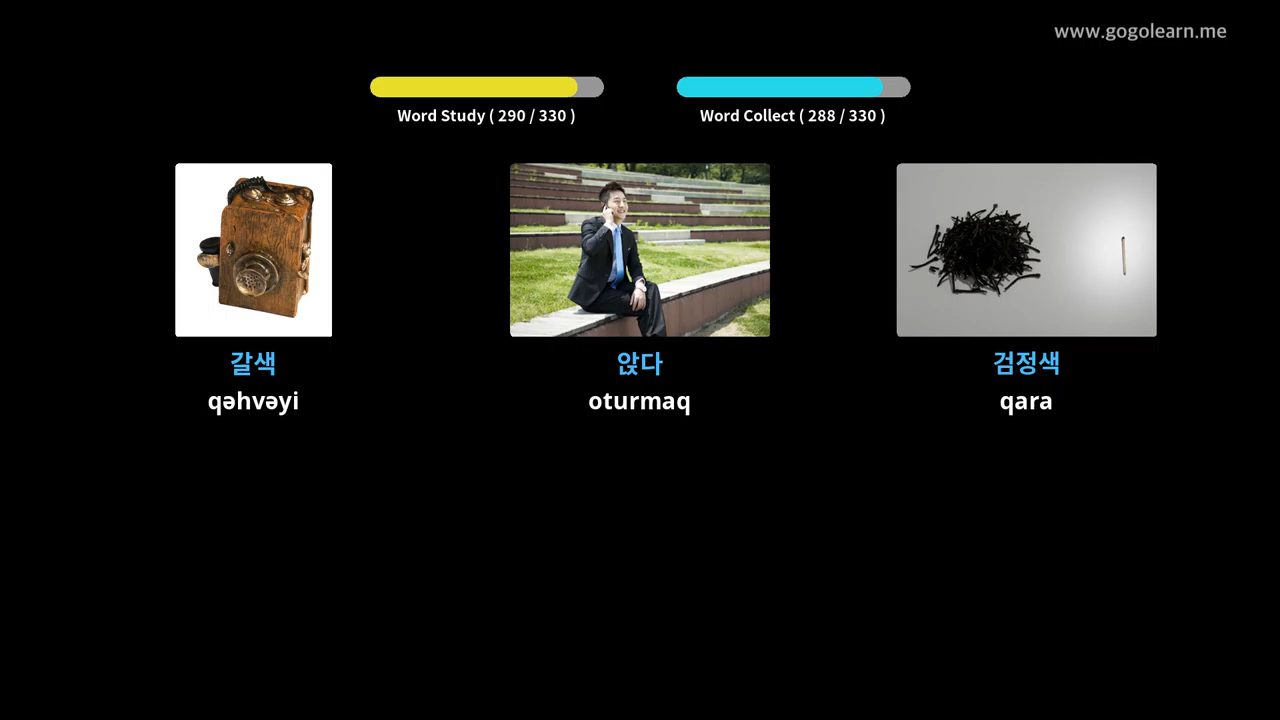 www.gogolearn.me
Word Study ( 290 / 330 )
Word Collect ( 288 / 330 )
갈색
qəhvəyi
앉다
oturmaq
검정색
qara